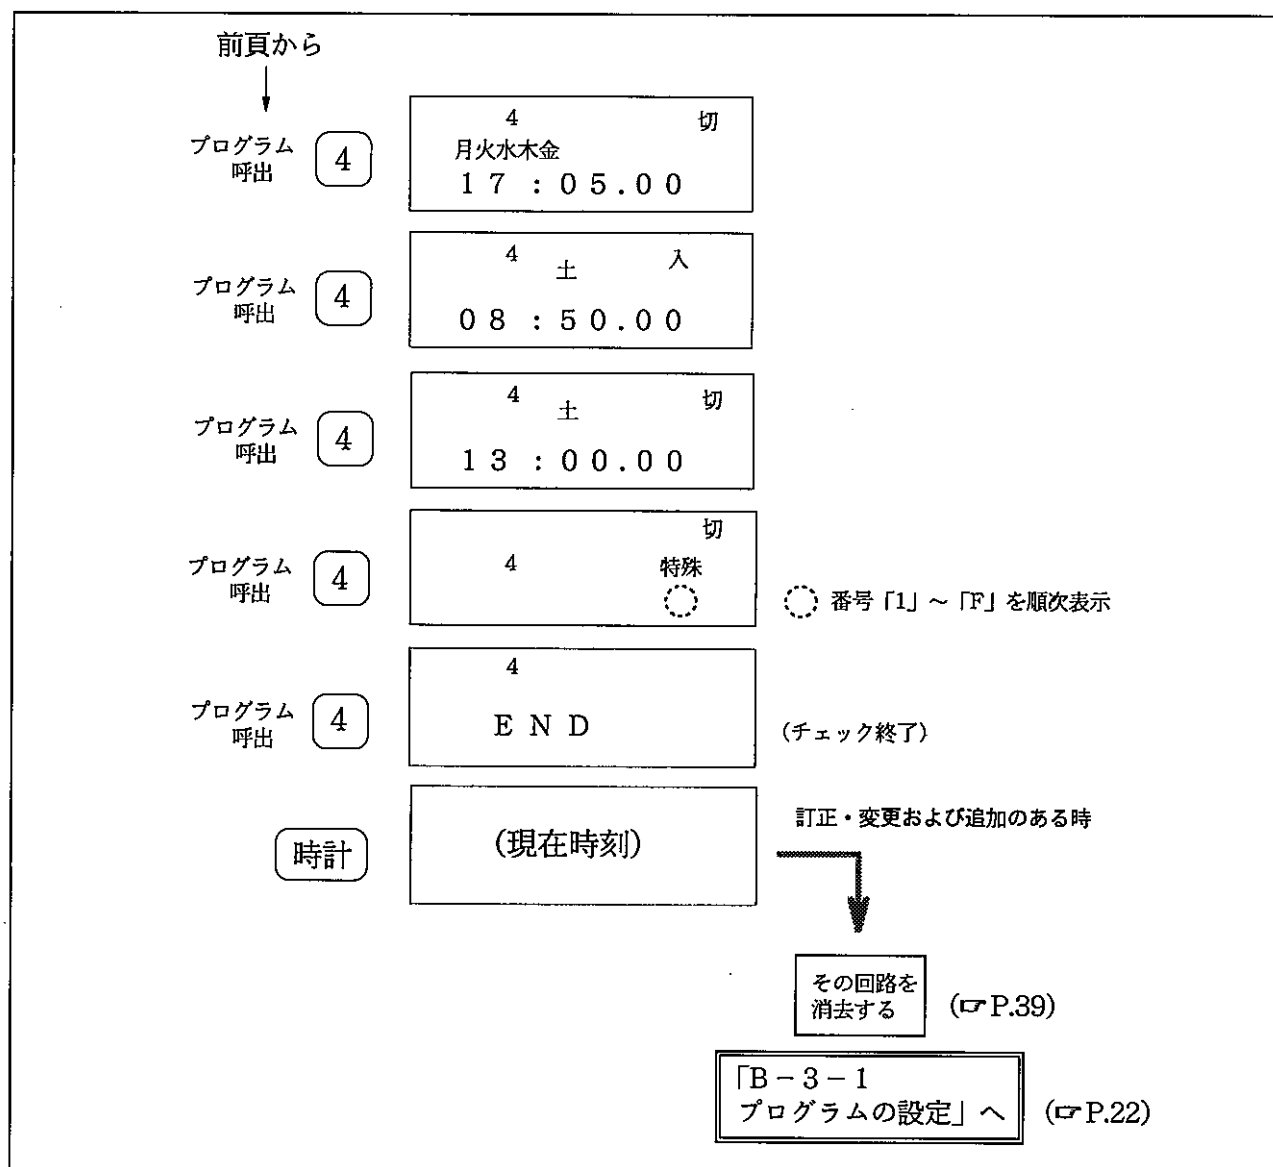 前頁から
プログラム
呼出
4
4
切
月火水木金
17:05.00
プログラム
呼出
4
4
土
入
08:50.00
プログラム
呼出
4
4
土
切
13:00.00
プログラム
呼出
4
切
4
特殊
番号「1」~「F」を順次表示
プログラム
呼出
4
4
END
(チェック終了)
時計
(現在時刻)
訂正・変更および追加のある時
その回路を
消去する
(☞P.39)
「B-3-1
プログラムの設定」へ
(☞P.22)